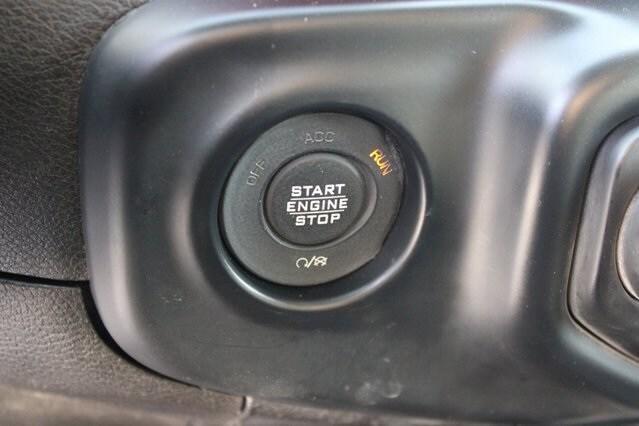 OFF
ACC
RUN
START
ENGINE
STOP